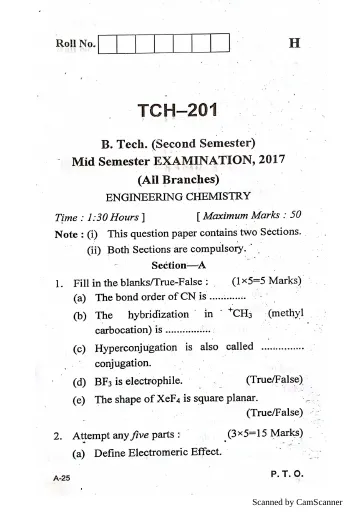 Roll No.
H
TCH–201
B. Tech. (Second Semester)
Mid Semester EXAMINATION, 2017
(All Branches)
ENGINEERING CHEMISTRY
Time : 1:30 Hours ] [ Maximum Marks : 50
Note : (i) This question paper contains two Sections.
(ii) Both Sections are compulsory.
Section—A
1. Fill in the blanks/True-False : (1×5=5 Marks)
(a) The bond order of CN is .............
(b) The hybridization in ⁺CH₃ (methyl
carbocation) is ................
(c) Hyperconjugation is also called ...............
conjugation.
(d) BF₃ is electrophile. (True/False)
(e) The shape of XeF₄ is square planar.
(True/False)
2. Attempt any five parts : (3×5=15 Marks)
(a) Define Electromeric Effect.
A-25 P. T. O.
Scanned by CamScanner